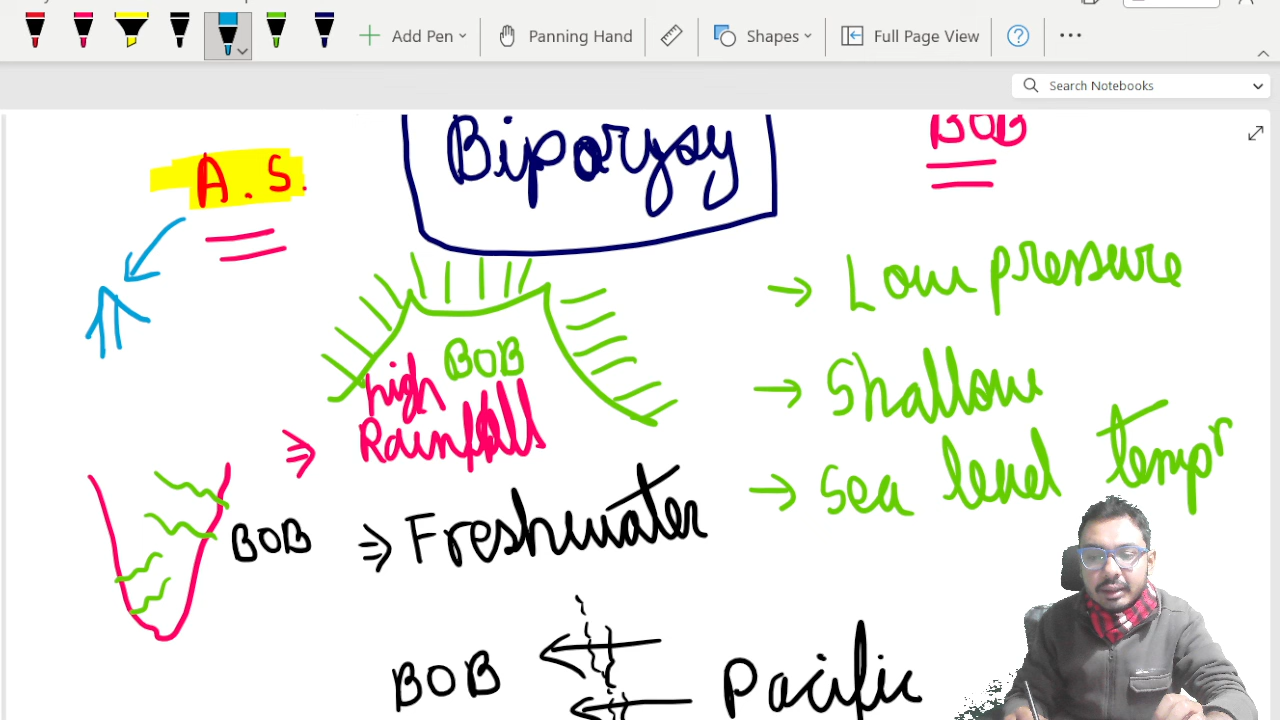 Add Pen
Panning Hand
Shapes
Full Page View
Search Notebooks
Biporysy
BOB
A. S.
→ Low pressure
BOB
high
Rainfall
→ Shallow
→ Sea level tempr
BOB
⇒ Freshwater
BOB
Pacific